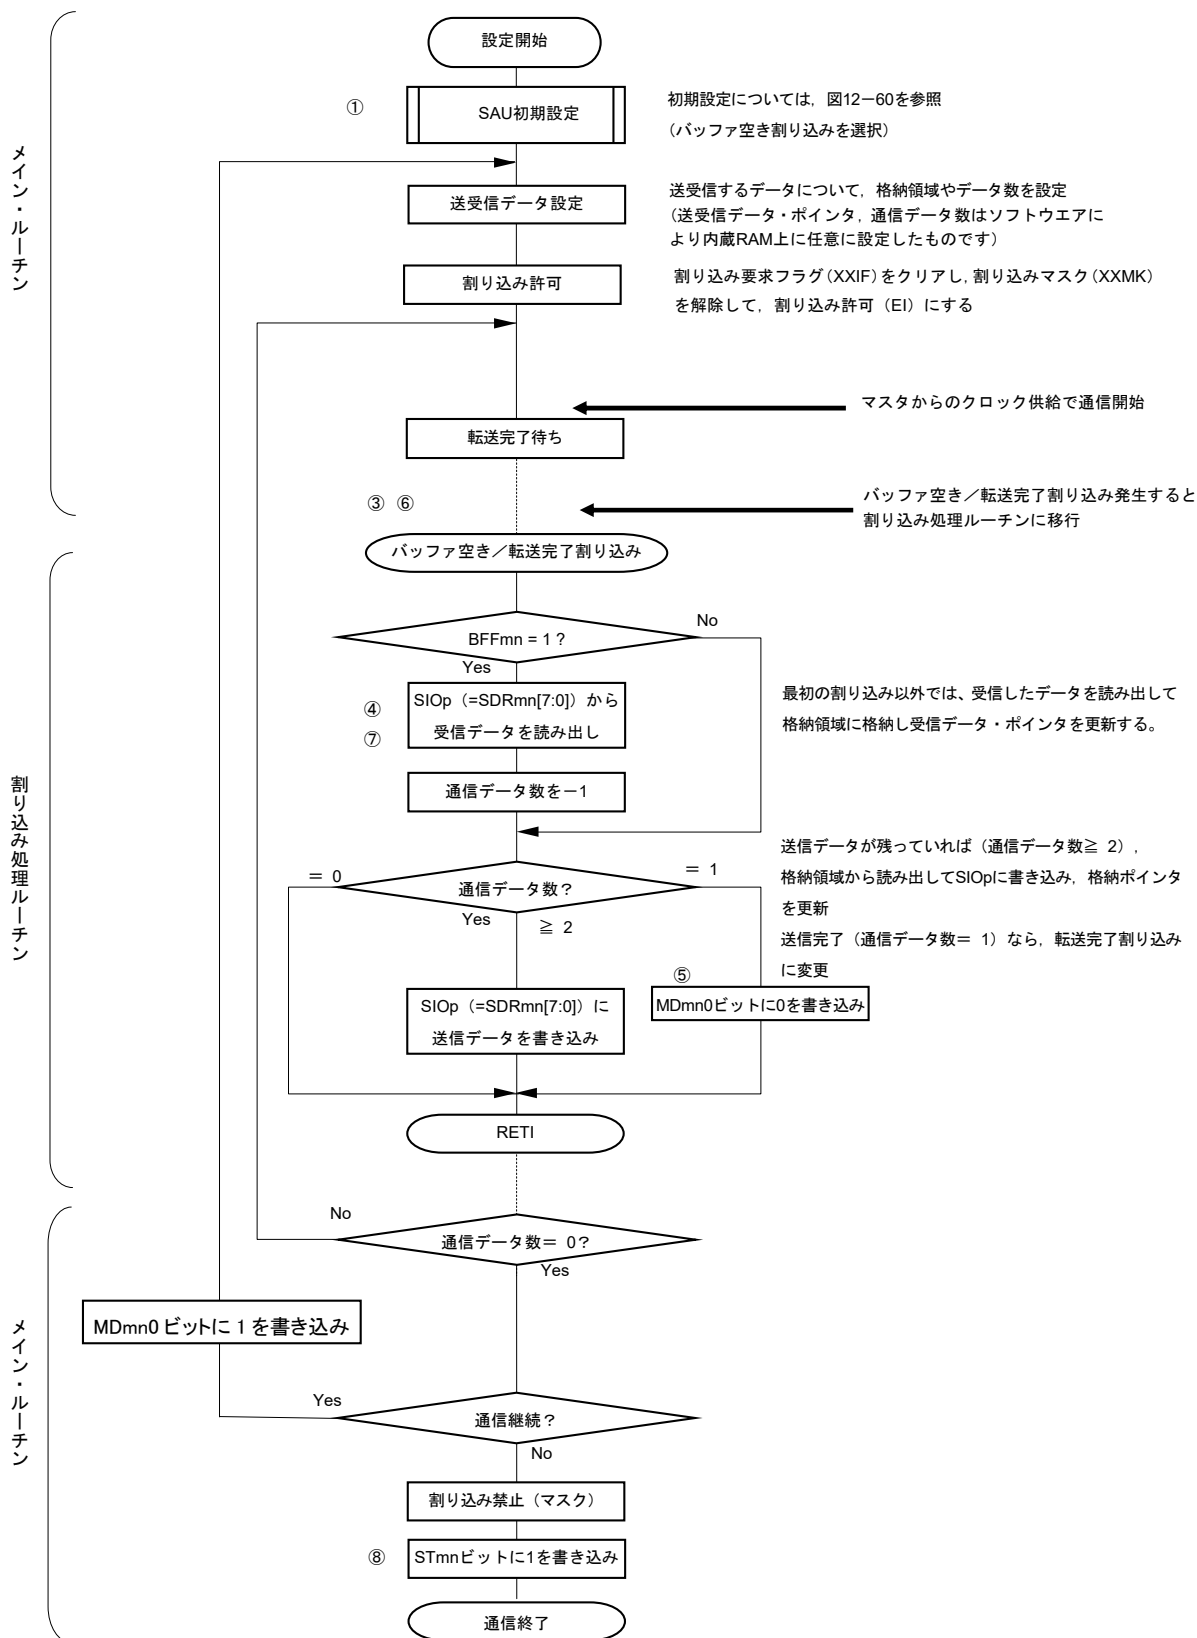 設定開始
①
SAU初期設定
初期設定については，図12－60を参照
（バッファ空き割り込みを選択）
メイン・ルーチン
送受信データ設定
送受信するデータについて，格納領域やデータ数を設定
（送受信データ・ポインタ，通信データ数はソフトウエアに
より内蔵RAM上に任意に設定したものです）
割り込み許可
割り込み要求フラグ（XXIF）をクリアし，割り込みマスク（XXMK）
を解除して，割り込み許可（EI）にする
マスタからのクロック供給で通信開始
転送完了待ち
③ ⑥
バッファ空き／転送完了割り込み発生すると
割り込み処理ルーチンに移行
バッファ空き／転送完了割り込み
割り込み処理ルーチン
BFFmn = 1？
No
Yes
④
⑦
SIOp（=SDRmn[7:0]）から
受信データを読み出し
最初の割り込み以外では、受信したデータを読み出して
格納領域に格納し受信データ・ポインタを更新する。
通信データ数を－1
送信データが残っていれば（通信データ数≧ 2），
格納領域から読み出してSIOpに書き込み，格納ポインタ
を更新
送信完了（通信データ数＝ 1）なら，転送完了割り込み
に変更
＝ 0
通信データ数？
＝ 1
Yes
≧ 2
⑤
MDmn0ビットに0を書き込み
SIOp（=SDRmn[7:0]）に
送信データを書き込み
RETI
メイン・ルーチン
No
通信データ数＝ 0？
Yes
MDmn0 ビットに 1 を書き込み
Yes
通信継続？
No
割り込み禁止（マスク）
⑧
STmnビットに1を書き込み
通信終了